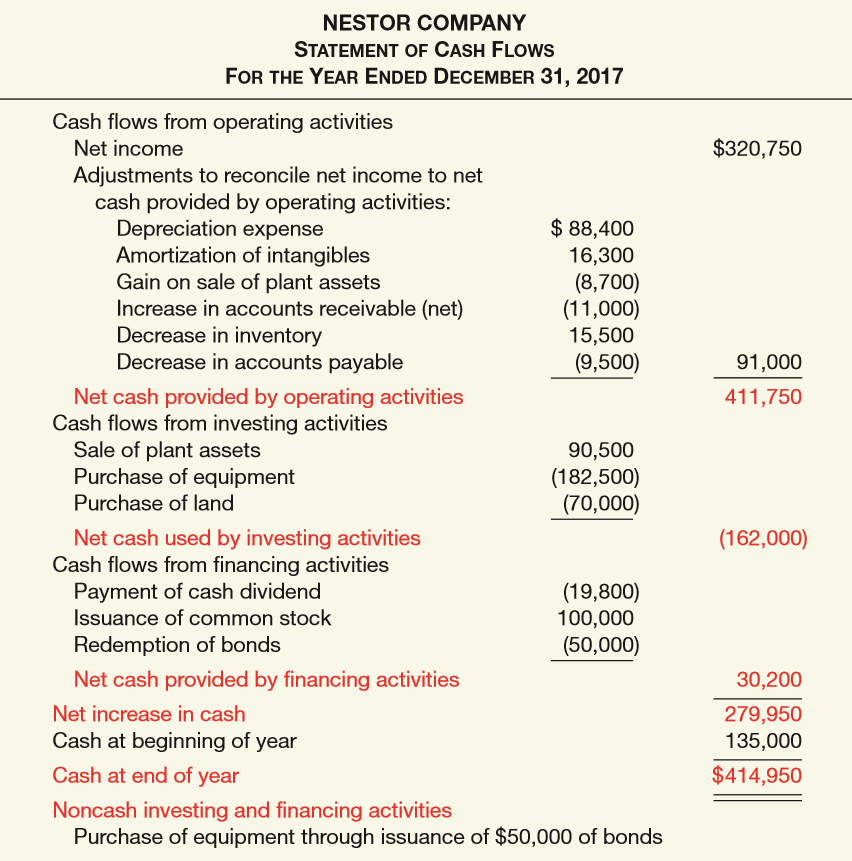 NESTOR COMPANY
STATEMENT OF CASH FLOWS
FOR THE YEAR ENDED DECEMBER 31, 2017
Cash flows from operating activities
Net income $320,750
Adjustments to reconcile net income to net
cash provided by operating activities:
Depreciation expense $ 88,400
Amortization of intangibles 16,300
Gain on sale of plant assets (8,700)
Increase in accounts receivable (net) (11,000)
Decrease in inventory 15,500
Decrease in accounts payable (9,500) 91,000
Net cash provided by operating activities 411,750
Cash flows from investing activities
Sale of plant assets 90,500
Purchase of equipment (182,500)
Purchase of land (70,000)
Net cash used by investing activities (162,000)
Cash flows from financing activities
Payment of cash dividend (19,800)
Issuance of common stock 100,000
Redemption of bonds (50,000)
Net cash provided by financing activities 30,200
Net increase in cash 279,950
Cash at beginning of year 135,000
Cash at end of year $414,950
Noncash investing and financing activities
Purchase of equipment through issuance of $50,000 of bonds